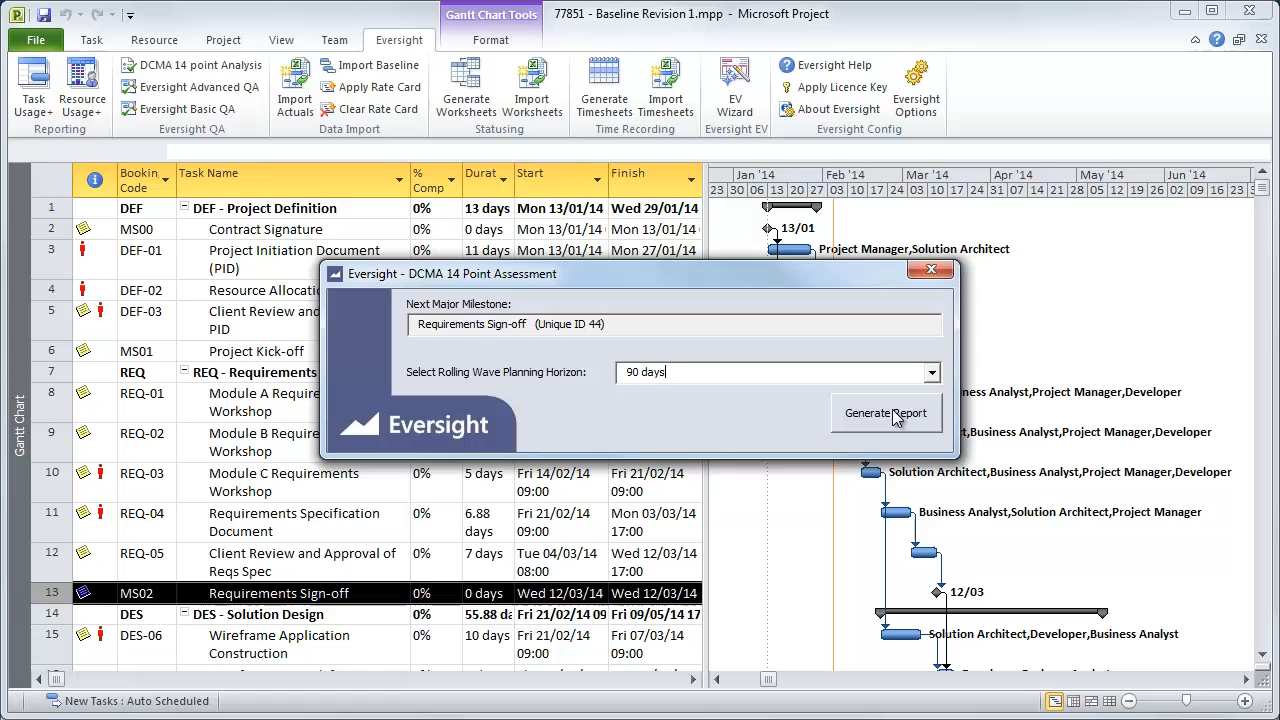 Gantt Chart Tools
77851 - Baseline Revision 1.mpp - Microsoft Project
File Task Resource Project View Team Eversight Format
Task Usage+
Resource Usage+
Reporting
DCMA 14 point Analysis
Eversight Advanced QA
Eversight Basic QA
Eversight QA
Import Actuals
Import Baseline
Apply Rate Card
Clear Rate Card
Data Import
Generate Worksheets
Import Worksheets
Statusing
Generate Timesheets
Import Timesheets
Time Recording
EV Wizard
Eversight EV
Eversight Help
Apply Licence Key
About Eversight
Eversight Options
Eversight Config
Bookin Code Task Name % Comp Durat Start Finish
Jan '14 Feb '14 Mar '14 Apr '14 May '14 Jun '14
23 30 06 13 20 27 03 10 17 24 03 10 17 24 31 07 14 21 28 05 12 19 26 02 09 16 23
1 DEF DEF - Project Definition 0% 13 days Mon 13/01/14 Wed 29/01/14
2 MS00 Contract Signature 0% 0 days Mon 13/01/14 Mon 13/01/14
13/01
3 DEF-01 Project Initiation Document (PID) 0% 11 days Mon 13/01/14 Mon 27/01/14
Project Manager,Solution Architect
4 DEF-02 Resource Allocatio
5 DEF-03 Client Review and
PID
6 MS01 Project Kick-off
7 REQ REQ - Requirements
8 REQ-01 Module A Require
Workshop
Business Analyst,Project Manager,Developer
9 REQ-02 Module B Require
Workshop
Business Analyst,Project Manager,Developer
Eversight - DCMA 14 Point Assessment
Next Major Milestone:
Requirements Sign-off (Unique ID 44)
Select Rolling Wave Planning Horizon: 90 days
Generate Report
Eversight
10 REQ-03 Module C Requirements Workshop 0% 5 days Fri 14/02/14 09:00 Fri 21/02/14 09:00
Solution Architect,Business Analyst,Project Manager,Developer
11 REQ-04 Requirements Specification Document 0% 6.88 days Fri 21/02/14 09:00 Mon 03/03/14 17:00
Business Analyst,Solution Architect,Project Manager
12 REQ-05 Client Review and Approval of Reqs Spec 0% 7 days Tue 04/03/14 08:00 Wed 12/03/14 17:00
13 MS02 Requirements Sign-off 0% 0 days Wed 12/03/14 Wed 12/03/14
12/03
14 DES DES - Solution Design 0% 55.88 da Fri 21/02/14 09 Fri 09/05/14 17
15 DES-06 Wireframe Application Construction 0% 10 days Fri 21/02/14 09:00 Fri 07/03/14 09:00
Solution Architect,Developer,Business Analyst
Gantt Chart
New Tasks : Auto Scheduled